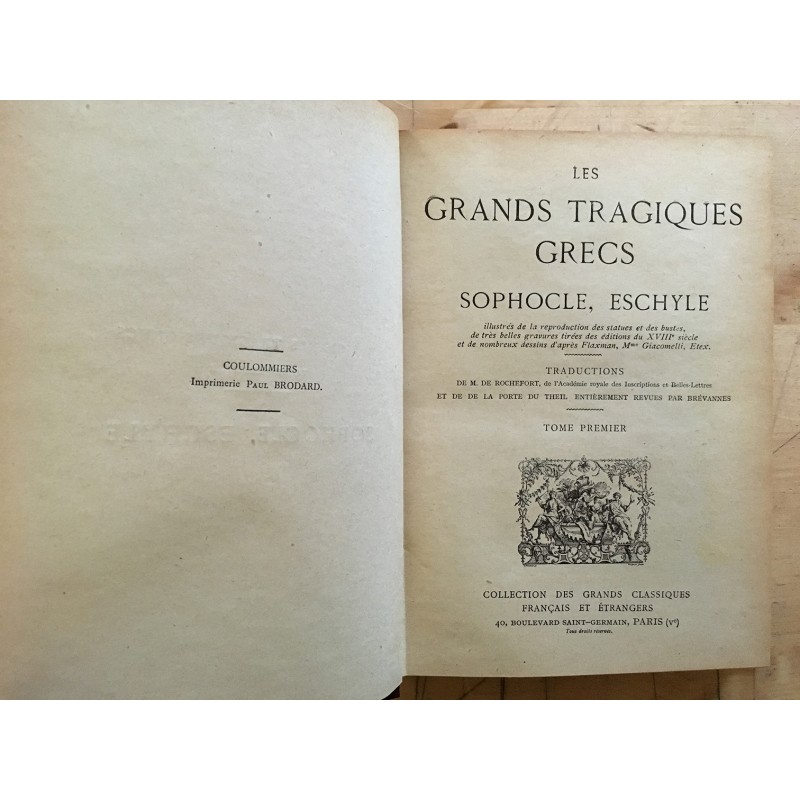 COULOMMIERS
Imprimerie PAUL BRODARD.
LES
GRANDS TRAGIQUES
GRECS
SOPHOCLE, ESCHYLE
illustrés de la reproduction des statues et des bustes,
de très belles gravures tirées des éditions du XVIIIe siècle
et de nombreux dessins d'après Flaxman, Mme Giacomelli, Etex.
TRADUCTIONS
DE M. DE ROCHEFORT, de l'Académie royale des Inscriptions et Belles-Lettres
ET DE DE LA PORTE DU THEIL ENTIÈREMENT REVUES PAR BRÉVANNES
TOME PREMIER
COLLECTION DES GRANDS CLASSIQUES
FRANÇAIS ET ÉTRANGERS
40, BOULEVARD SAINT-GERMAIN, PARIS (Ve)
Tous droits réservés.